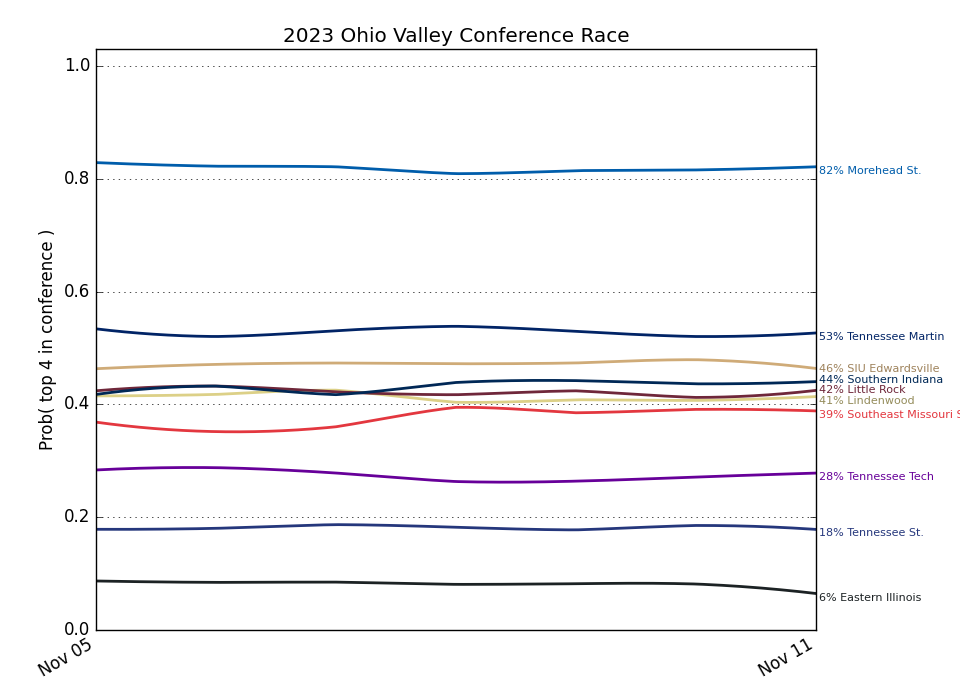 2023 Ohio Valley Conference Race
Prob( top 4 in conference )
1.0
0.8
0.6
0.4
0.2
0.0
Nov 05
Nov 11
82% Morehead St.
53% Tennessee Martin
46% SIU Edwardsville
44% Southern Indiana
42% Little Rock
41% Lindenwood
39% Southeast Missouri S
28% Tennessee Tech
18% Tennessee St.
6% Eastern Illinois